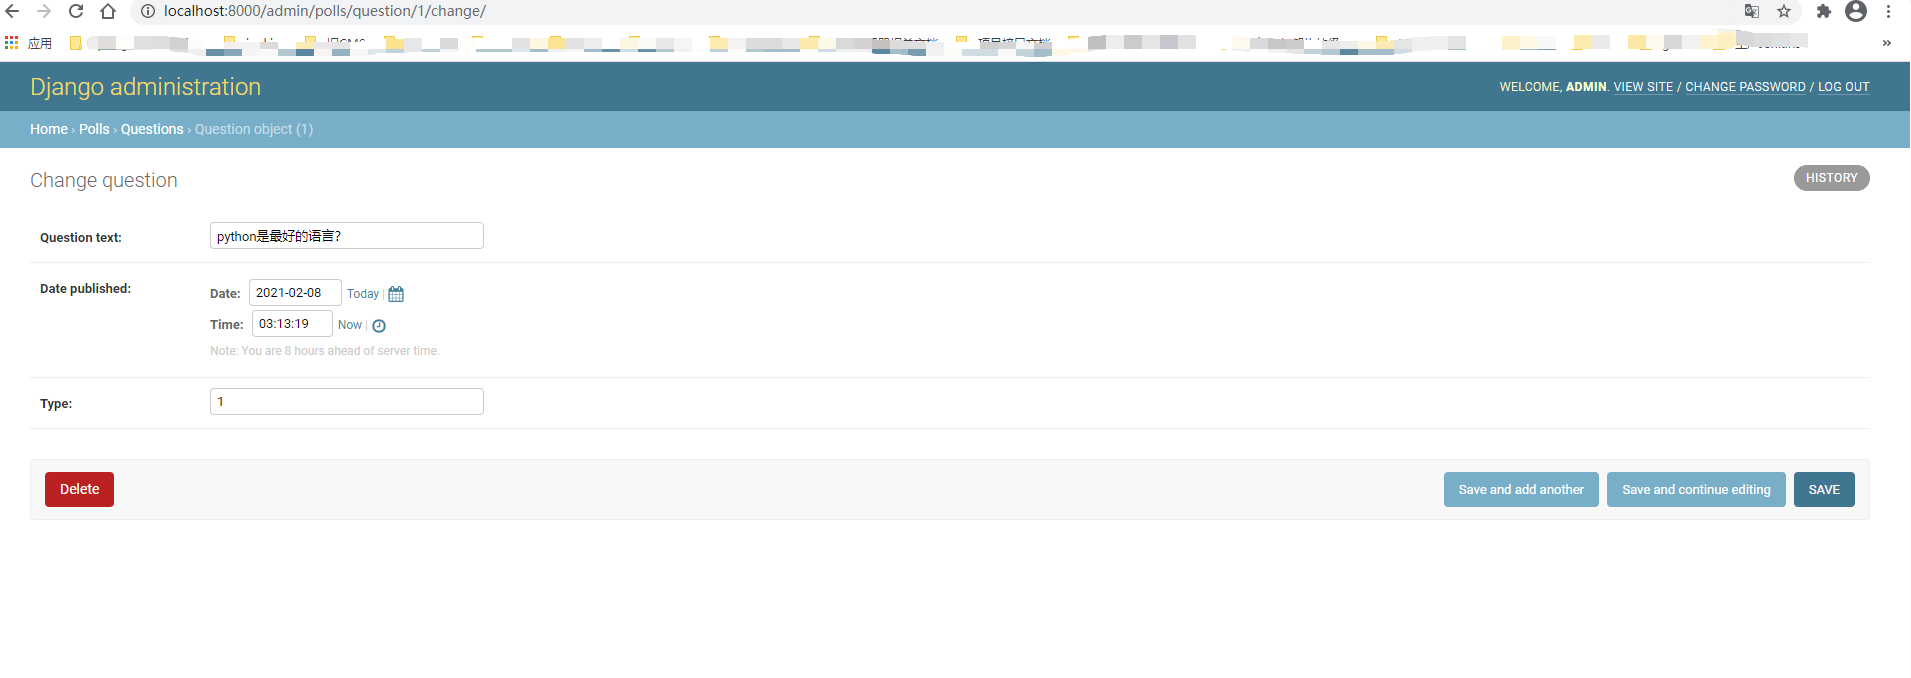 localhost:8000/admin/polls/question/1/change/
应用
Django administration
WELCOME, ADMIN. VIEW SITE / CHANGE PASSWORD / LOG OUT
Home › Polls › Questions › Question object (1)
Change question
HISTORY
Question text:
python是最好的语言?
Date published:
Date: 2021-02-08 Today |
Time: 03:13:19 Now |
Note: You are 8 hours ahead of server time.
Type:
1
Delete
Save and add another
Save and continue editing
SAVE